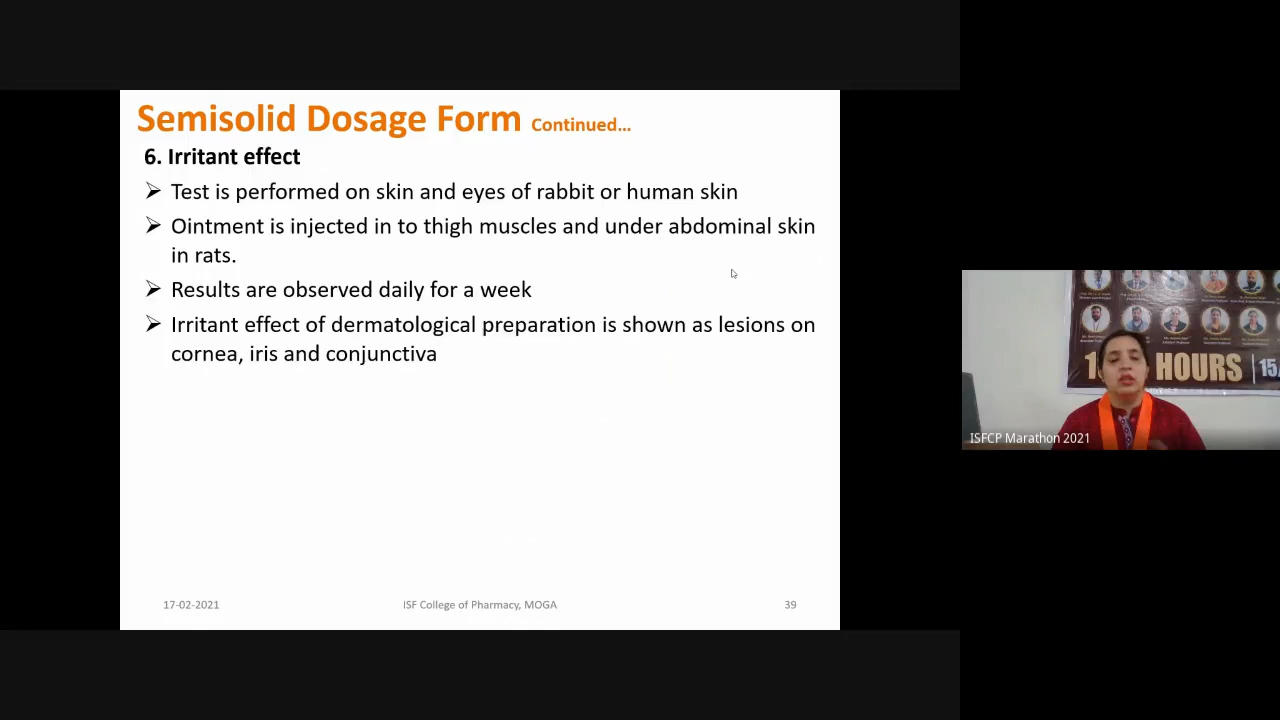 Semisolid Dosage Form Continued…
6. Irritant effect
➢ Test is performed on skin and eyes of rabbit or human skin
➢ Ointment is injected in to thigh muscles and under abdominal skin
in rats.
➢ Results are observed daily for a week
➢ Irritant effect of dermatological preparation is shown as lesions on
cornea, iris and conjunctiva
17-02-2021
ISF College of Pharmacy, MOGA
39
HOURS
15
ISFCP Marathon 2021